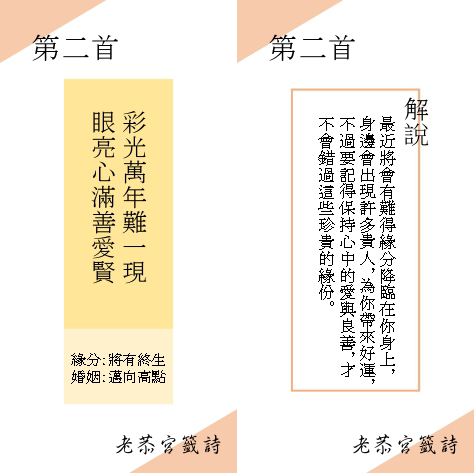 第二首
彩光萬年難一現
眼亮心滿善愛賢
緣分:將有終生
婚姻:邁向高點
老茶宮籤詩
第二首
解說
最近將會有難得緣分降臨在你身上,
身邊會出現許多貴人,為你帶來好運,
不過要記得保持心中的愛與良善,才
不會錯過這些珍貴的緣份。
老茶宮籤詩